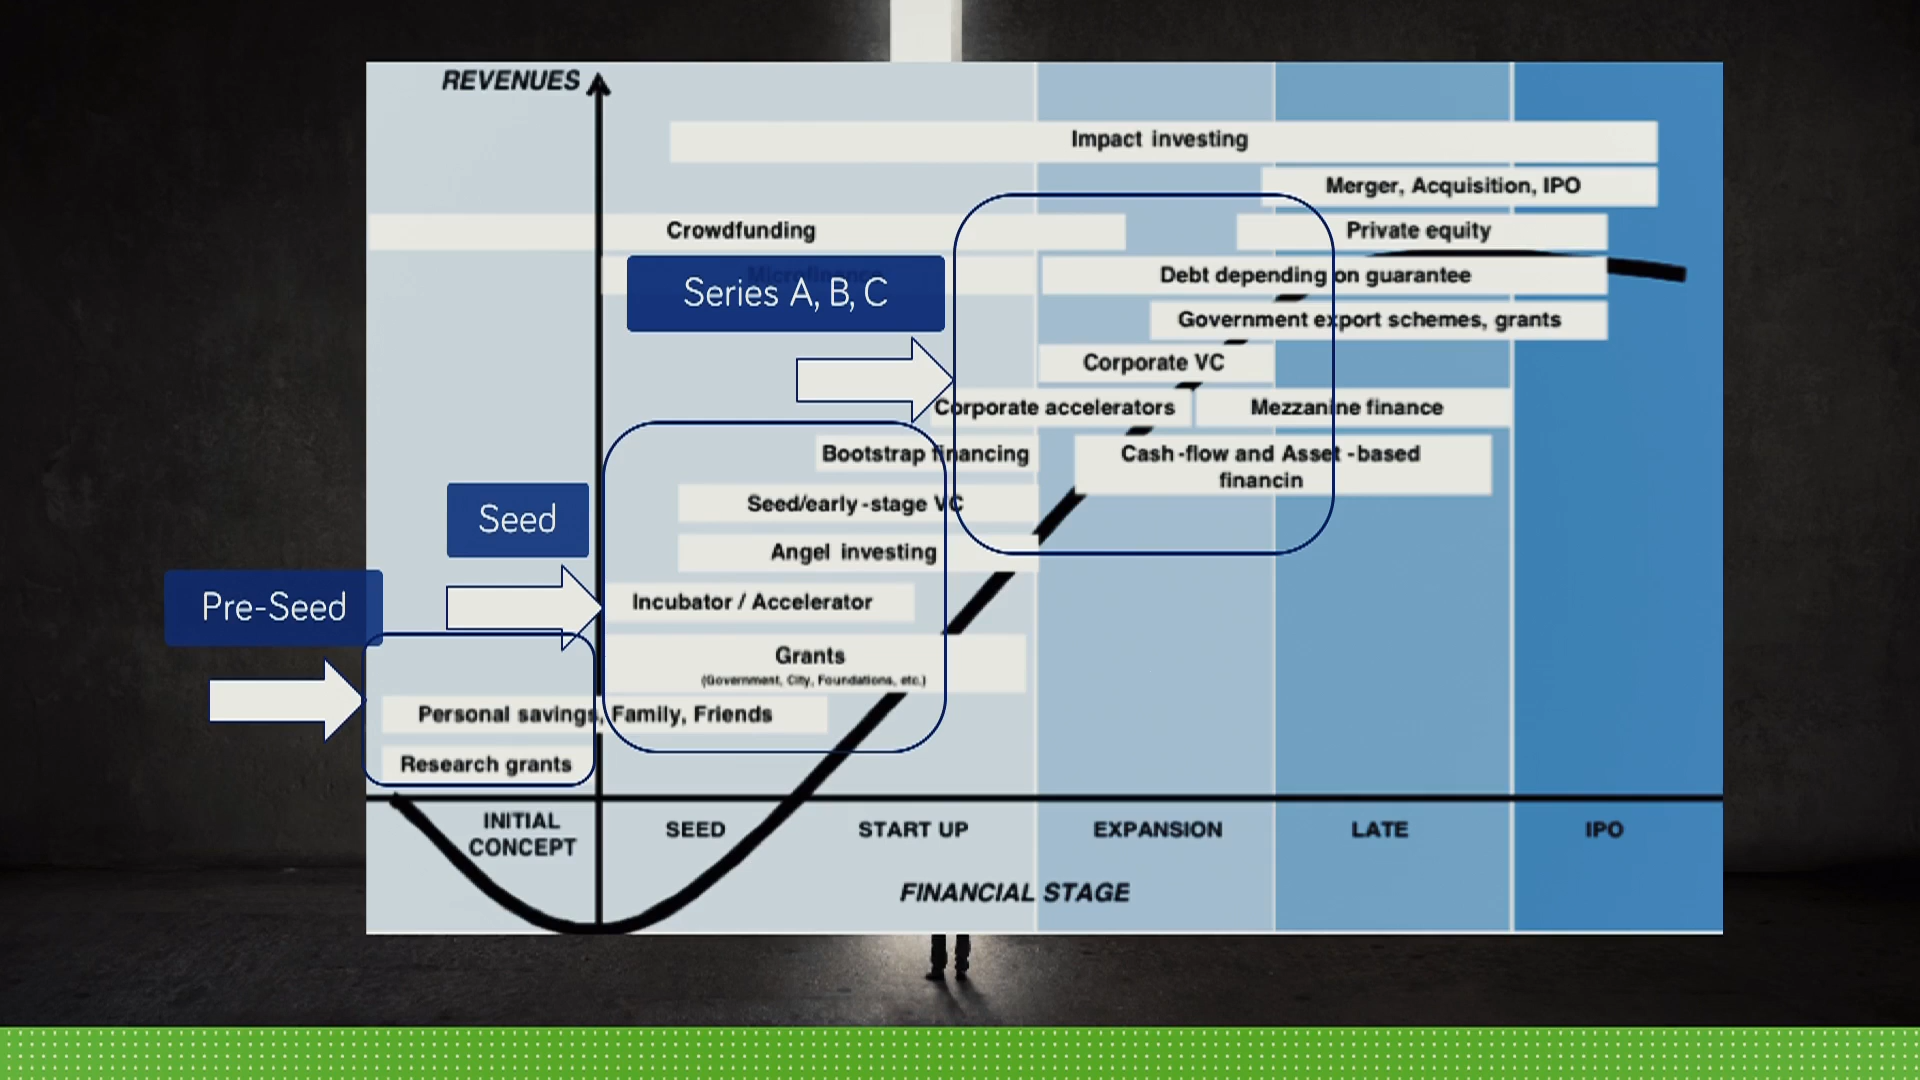 REVENUES
Impact investing
Merger, Acquisition, IPO
Crowdfunding
Private equity
Microfinance
Series A, B, C
Debt depending on guarantee
Government export schemes, grants
Corporate VC
Corporate accelerators
Mezzanine finance
Bootstrap financing
Cash-flow and Asset-based
financin
Seed
Seed/early-stage VC
Angel investing
Pre-Seed
Incubator / Accelerator
Grants
(Government, City, Foundations, etc.)
Personal savings, Family, Friends
Research grants
INITIAL
CONCEPT
SEED
START UP
EXPANSION
LATE
IPO
FINANCIAL STAGE